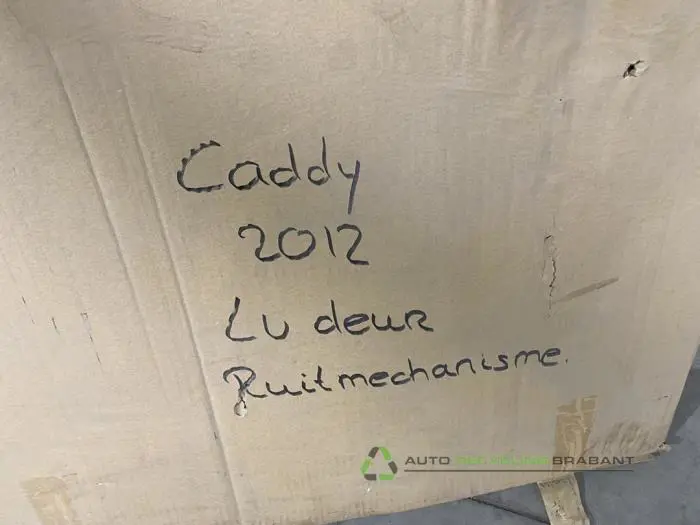 Caddy
2012
LV deur
Ruitmechanisme.
AUTO RECYCLING BRABANT